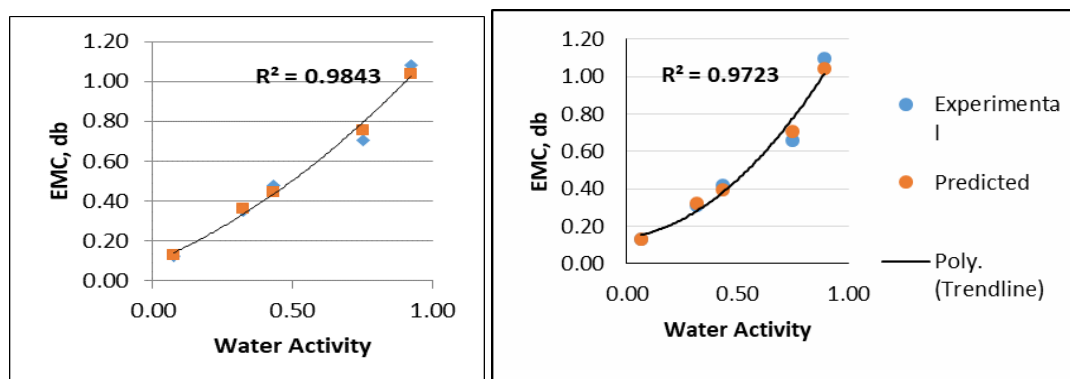 1.20
1.00
0.80
0.60
0.40
0.20
0.00
EMC, db
R² = 0.9843
0.00 0.50 1.00
Water Activity
1.20
1.00
0.80
0.60
0.40
0.20
0.00
EMC, db
R² = 0.9723
0.00 0.50 1.00
Water Activity
Experimenta
l
Predicted
Poly.
(Trendline)